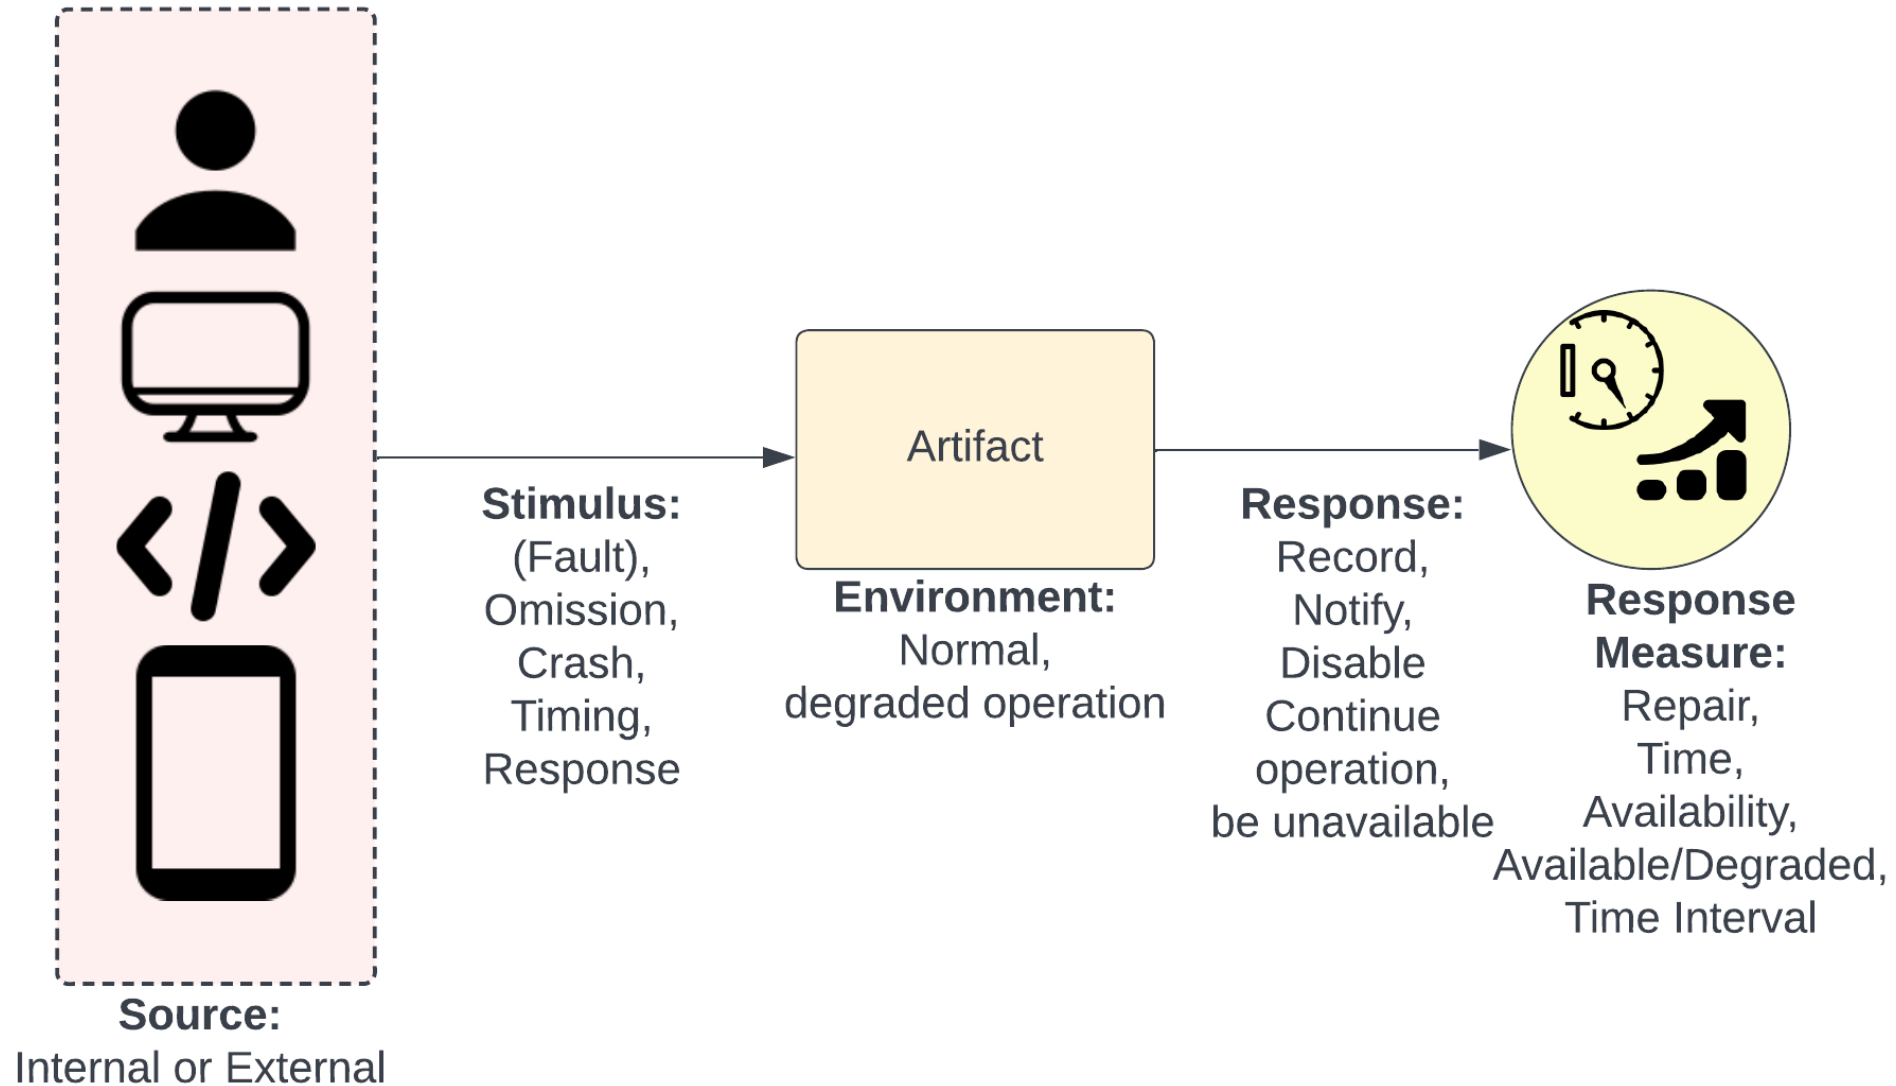 Source:
Internal or External
Stimulus:
(Fault),
Omission,
Crash,
Timing,
Response
Artifact
Environment:
Normal,
degraded operation
Response:
Record,
Notify,
Disable
Continue
operation,
be unavailable
Response
Measure:
Repair,
Time,
Availability,
Available/Degraded,
Time Interval